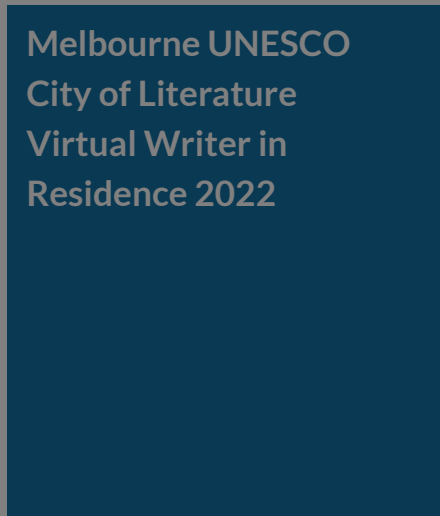 Melbourne UNESCO
City of Literature
Virtual Writer in
Residence 2022